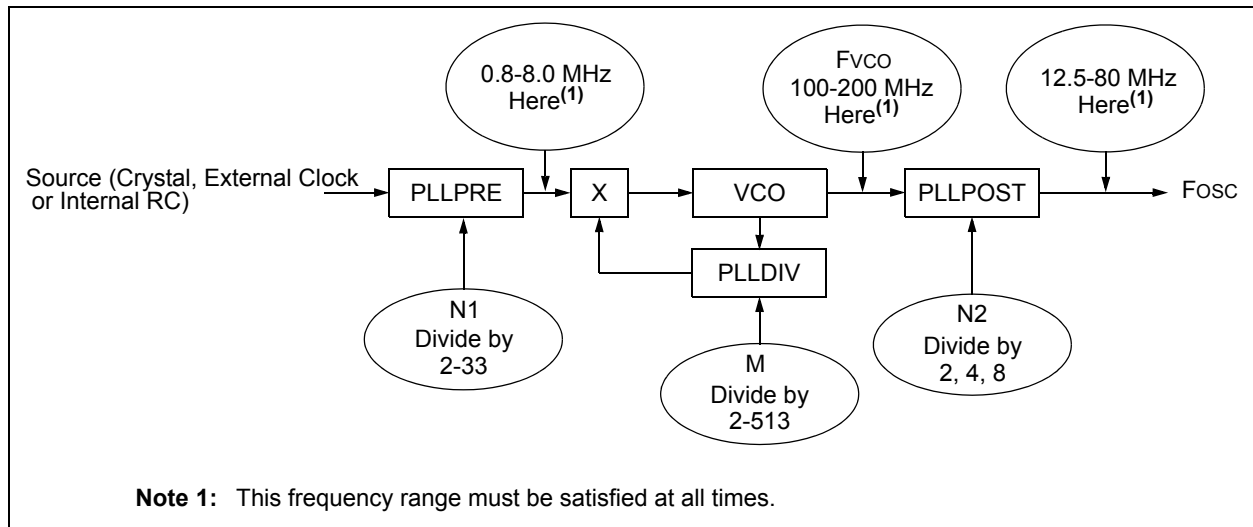 0.8-8.0 MHz
Here(1)
FVCO
100-200 MHz
Here(1)
12.5-80 MHz
Here(1)
Source (Crystal, External Clock
or Internal RC)
PLLPRE
X
VCO
PLLPOST
FOSC
PLLDIV
N1
Divide by
2-33
M
Divide by
2-513
N2
Divide by
2, 4, 8
Note 1: This frequency range must be satisfied at all times.